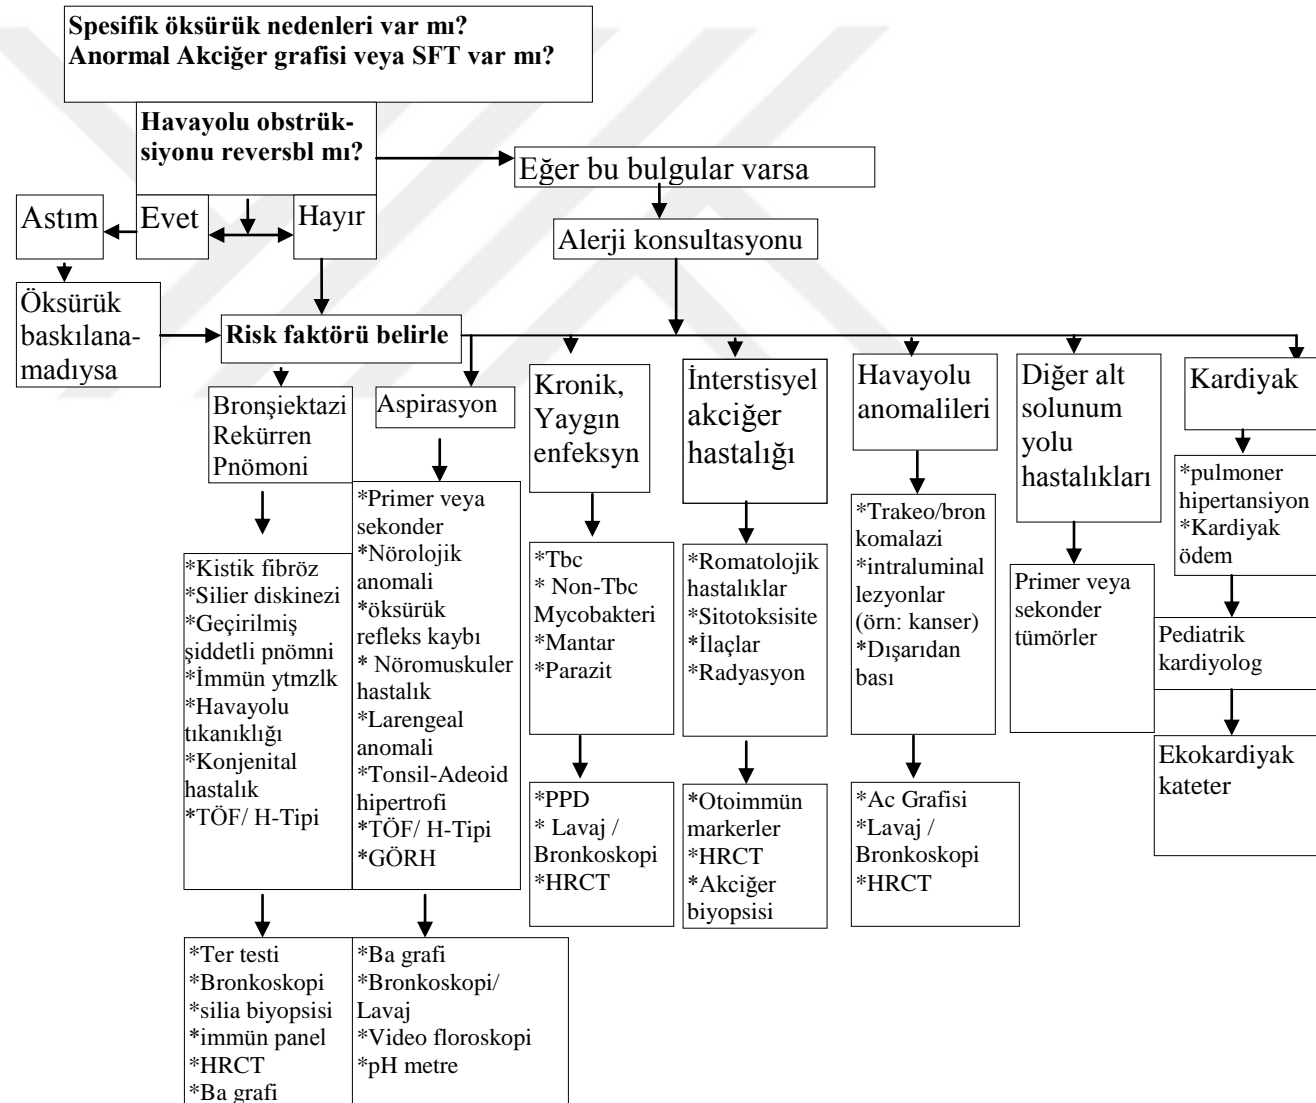 Spesifik öksürük nedenleri var mı?
Anormal Akciğer grafisi veya SFT var mı?
Havayolu obstrük-
siyonu reversbl mı?
Eğer bu bulgular varsa
Astım
Evet
Hayır
Alerji konsultasyonu
Öksürük
baskılana-
madıysa
Risk faktörü belirle
Bronşiektazi
Rekürren
Pnömoni
Aspirasyon
Kronik,
Yaygın
enfeksyn
İnterstisyel
akciğer
hastalığı
Havayolu
anomalileri
Diğer alt
solunum
yolu
hastalıkları
Kardiyak
*Kistik fibröz
*Silier diskinezi
*Geçirilmiş
şiddetli pnömni
*İmmün ytmzlk
*Havayolu
tıkanıklığı
*Konjenital
hastalık
*TÖF/ H-Tipi
*Primer veya
sekonder
*Nörolojik
anomali
*öksürük
refleks kaybı
* Nöromuskuler
hastalık
*Larengeal
anomali
*Tonsil-Adeoid
hipertrofi
*TÖF/ H-Tipi
*GÖRH
*Tbc
* Non-Tbc
Mycobakteri
*Mantar
*Parazit
*Romatolojik
hastalıklar
*Sitotoksisite
*İlaçlar
*Radyasyon
*Trakeo/bron
komalazi
*intraluminal
lezyonlar
(örn: kanser)
*Dışarıdan
bası
Primer veya
sekonder
tümörler
*pulmoner
hipertansiyon
*Kardiyak
ödem
Pediatrik
kardiyolog
Ekokardiyak
kateter
*PPD
* Lavaj /
Bronkoskopi
*HRCT
*Otoimmün
markerler
*HRCT
*Akciğer
biyopsisi
*Ac Grafisi
*Lavaj /
Bronkoskopi
*HRCT
*Ter testi
*Bronkoskopi
*silia biyopsisi
*immün panel
*HRCT
*Ba grafi
*Ba grafi
*Bronkoskopi/
Lavaj
*Video floroskopi
*pH metre